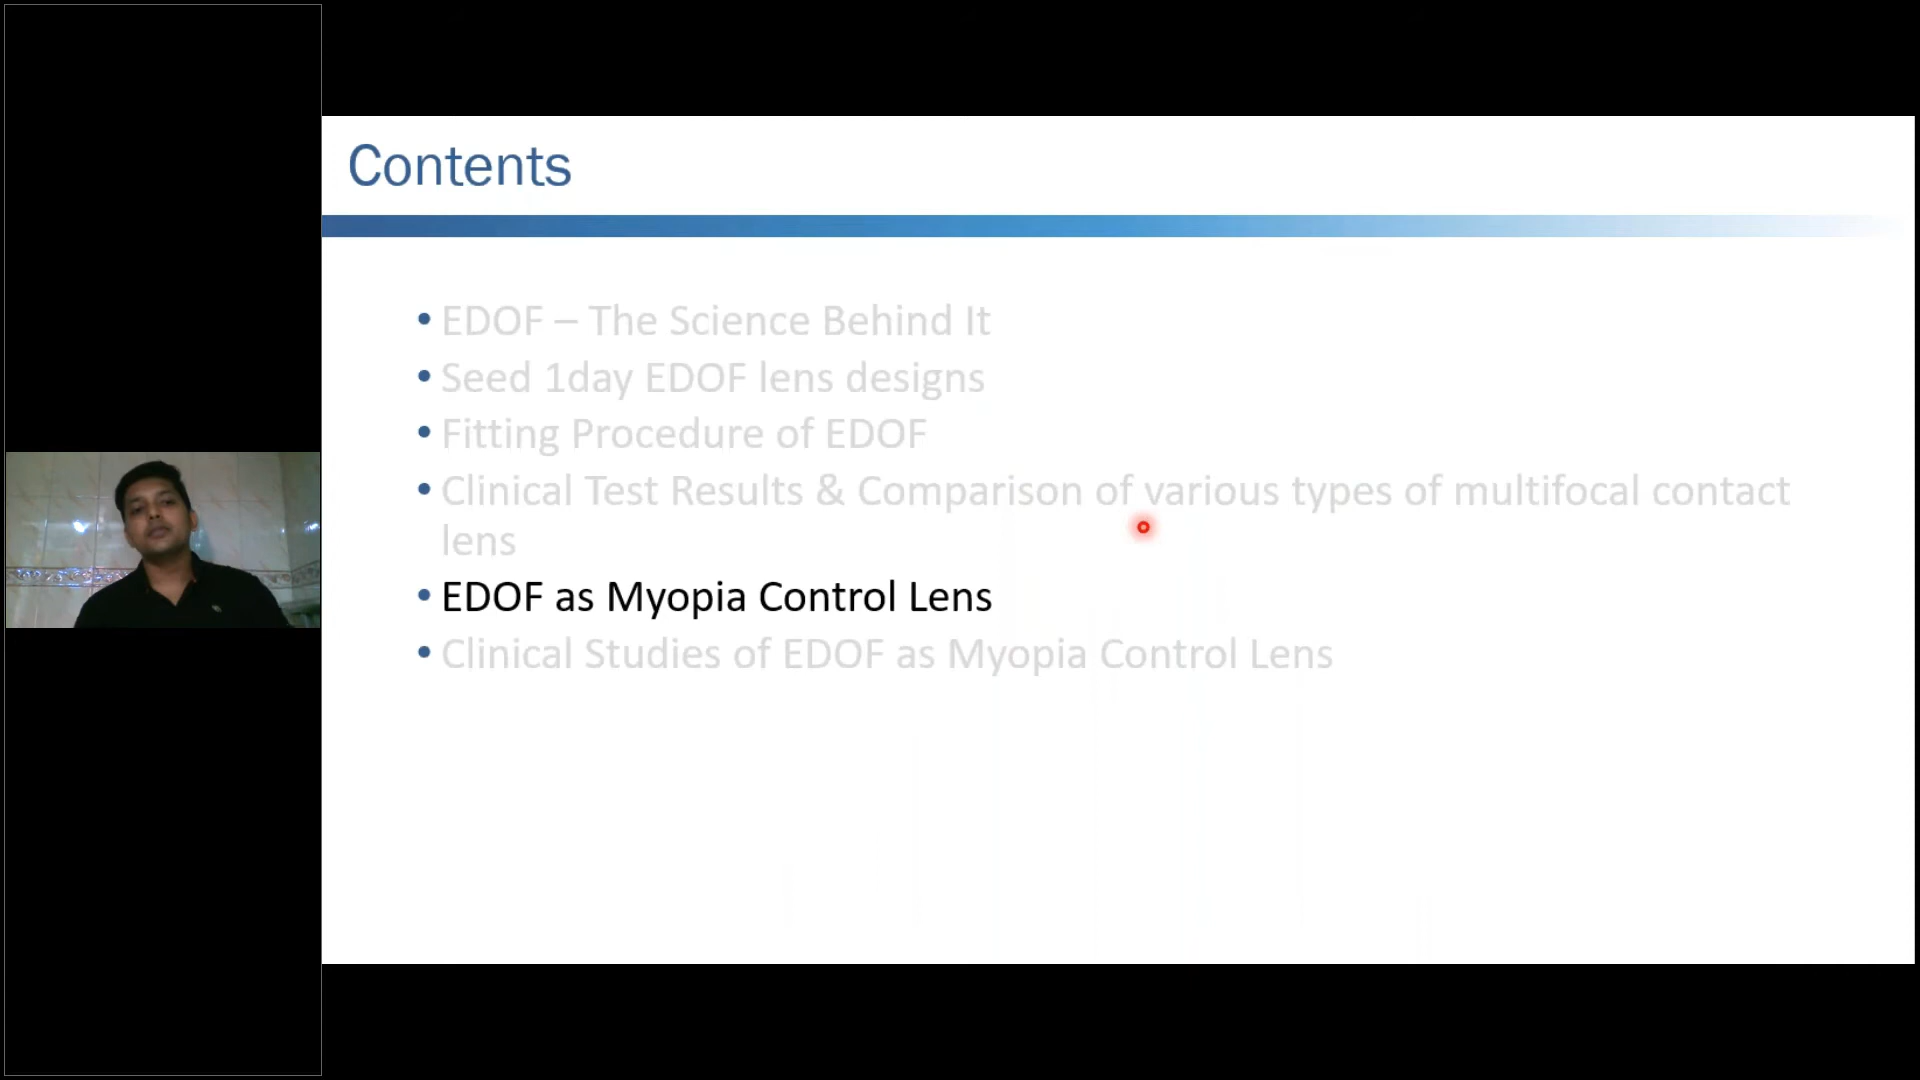 Contents
• EDOF – The Science Behind It
• Seed 1day EDOF lens designs
• Fitting Procedure of EDOF
• Clinical Test Results & Comparison of various types of multifocal contact
lens
• EDOF as Myopia Control Lens
• Clinical Studies of EDOF as Myopia Control Lens